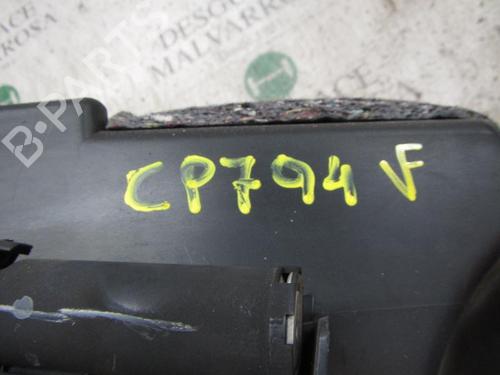 DESGUACE
MALVARROSA
B-PARTS
CP794 F